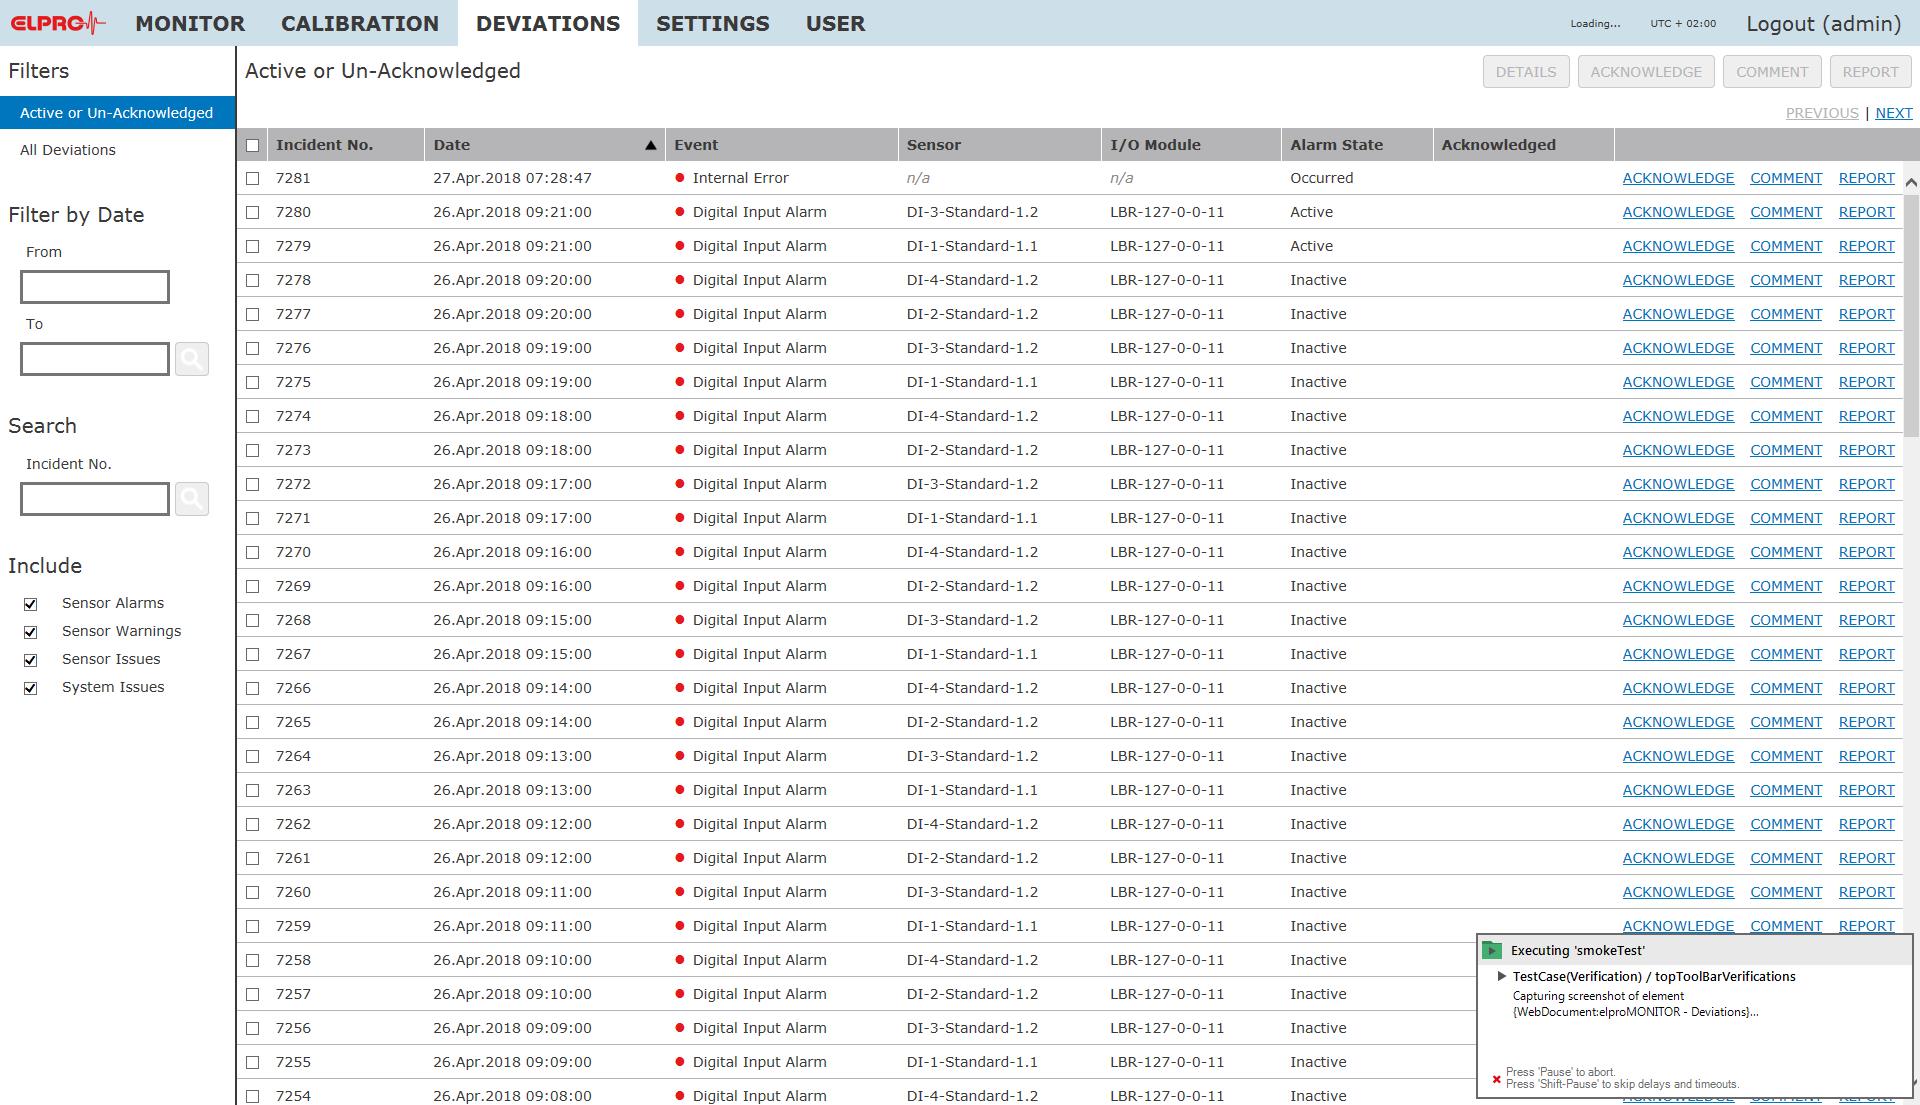 ELPRO MONITOR CALIBRATION DEVIATIONS SETTINGS USER Loading... UTC + 02:00 Logout (admin)
Filters
Active or Un-Acknowledged
All Deviations
Filter by Date
From
To
Search
Incident No.
Include
Sensor Alarms
Sensor Warnings
Sensor Issues
System Issues
Active or Un-Acknowledged DETAILS ACKNOWLEDGE COMMENT REPORT
PREVIOUS | NEXT
Incident No. Date Event Sensor I/O Module Alarm State Acknowledged
7281 27.Apr.2018 07:28:47 Internal Error n/a n/a Occurred ACKNOWLEDGE COMMENT REPORT
7280 26.Apr.2018 09:21:00 Digital Input Alarm DI-3-Standard-1.2 LBR-127-0-0-11 Active ACKNOWLEDGE COMMENT REPORT
7279 26.Apr.2018 09:21:00 Digital Input Alarm DI-1-Standard-1.1 LBR-127-0-0-11 Active ACKNOWLEDGE COMMENT REPORT
7278 26.Apr.2018 09:20:00 Digital Input Alarm DI-4-Standard-1.2 LBR-127-0-0-11 Inactive ACKNOWLEDGE COMMENT REPORT
7277 26.Apr.2018 09:20:00 Digital Input Alarm DI-2-Standard-1.2 LBR-127-0-0-11 Inactive ACKNOWLEDGE COMMENT REPORT
7276 26.Apr.2018 09:19:00 Digital Input Alarm DI-3-Standard-1.2 LBR-127-0-0-11 Inactive ACKNOWLEDGE COMMENT REPORT
7275 26.Apr.2018 09:19:00 Digital Input Alarm DI-1-Standard-1.1 LBR-127-0-0-11 Inactive ACKNOWLEDGE COMMENT REPORT
7274 26.Apr.2018 09:18:00 Digital Input Alarm DI-4-Standard-1.2 LBR-127-0-0-11 Inactive ACKNOWLEDGE COMMENT REPORT
7273 26.Apr.2018 09:18:00 Digital Input Alarm DI-2-Standard-1.2 LBR-127-0-0-11 Inactive ACKNOWLEDGE COMMENT REPORT
7272 26.Apr.2018 09:17:00 Digital Input Alarm DI-3-Standard-1.2 LBR-127-0-0-11 Inactive ACKNOWLEDGE COMMENT REPORT
7271 26.Apr.2018 09:17:00 Digital Input Alarm DI-1-Standard-1.1 LBR-127-0-0-11 Inactive ACKNOWLEDGE COMMENT REPORT
7270 26.Apr.2018 09:16:00 Digital Input Alarm DI-4-Standard-1.2 LBR-127-0-0-11 Inactive ACKNOWLEDGE COMMENT REPORT
7269 26.Apr.2018 09:16:00 Digital Input Alarm DI-2-Standard-1.2 LBR-127-0-0-11 Inactive ACKNOWLEDGE COMMENT REPORT
7268 26.Apr.2018 09:15:00 Digital Input Alarm DI-3-Standard-1.2 LBR-127-0-0-11 Inactive ACKNOWLEDGE COMMENT REPORT
7267 26.Apr.2018 09:15:00 Digital Input Alarm DI-1-Standard-1.1 LBR-127-0-0-11 Inactive ACKNOWLEDGE COMMENT REPORT
7266 26.Apr.2018 09:14:00 Digital Input Alarm DI-4-Standard-1.2 LBR-127-0-0-11 Inactive ACKNOWLEDGE COMMENT REPORT
7265 26.Apr.2018 09:14:00 Digital Input Alarm DI-2-Standard-1.2 LBR-127-0-0-11 Inactive ACKNOWLEDGE COMMENT REPORT
7264 26.Apr.2018 09:13:00 Digital Input Alarm DI-3-Standard-1.2 LBR-127-0-0-11 Inactive ACKNOWLEDGE COMMENT REPORT
7263 26.Apr.2018 09:13:00 Digital Input Alarm DI-1-Standard-1.1 LBR-127-0-0-11 Inactive ACKNOWLEDGE COMMENT REPORT
7262 26.Apr.2018 09:12:00 Digital Input Alarm DI-4-Standard-1.2 LBR-127-0-0-11 Inactive ACKNOWLEDGE COMMENT REPORT
7261 26.Apr.2018 09:12:00 Digital Input Alarm DI-2-Standard-1.2 LBR-127-0-0-11 Inactive ACKNOWLEDGE COMMENT REPORT
7260 26.Apr.2018 09:11:00 Digital Input Alarm DI-3-Standard-1.2 LBR-127-0-0-11 Inactive ACKNOWLEDGE COMMENT REPORT
7259 26.Apr.2018 09:11:00 Digital Input Alarm DI-1-Standard-1.1 LBR-127-0-0-11 Inactive ACKNOWLEDGE COMMENT REPORT
7258 26.Apr.2018 09:10:00 Digital Input Alarm DI-4-Standard-1.2 LBR-127-0-0-11 Inactive
7257 26.Apr.2018 09:10:00 Digital Input Alarm DI-2-Standard-1.2 LBR-127-0-0-11 Inactive
7256 26.Apr.2018 09:09:00 Digital Input Alarm DI-3-Standard-1.2 LBR-127-0-0-11 Inactive
7255 26.Apr.2018 09:09:00 Digital Input Alarm DI-1-Standard-1.1 LBR-127-0-0-11 Inactive
7254 26.Apr.2018 09:08:00 Digital Input Alarm DI-4-Standard-1.2 LBR-127-0-0-11 Inactive
Executing 'smokeTest'
TestCase(Verification) / topToolBarVerifications
Capturing screenshot of element
{WebDocument:elproMONITOR - Deviations}...
Press 'Pause' to abort.
Press 'Shift-Pause' to skip delays and timeouts.